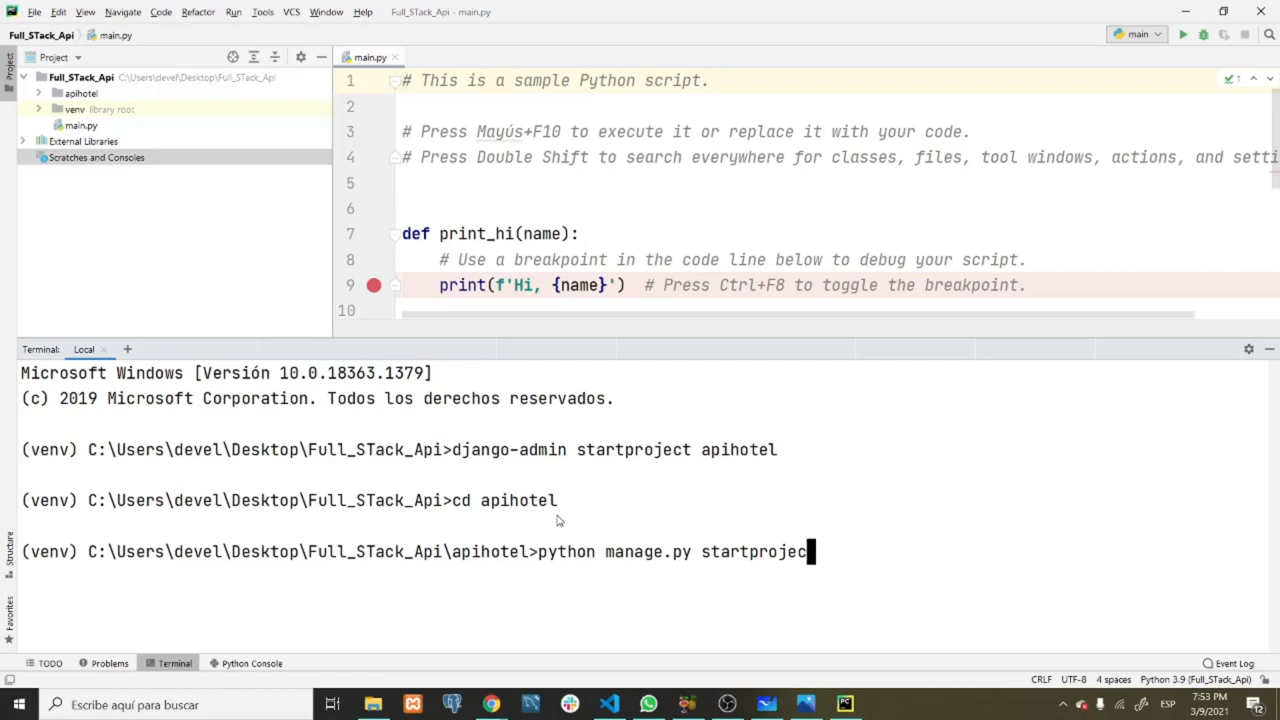 File Edit View Navigate Code Refactor Run Tools VCS Window Help Full_STack_Api - main.py
Full_STack_Api main.py
main
Project
Project
main.py
Full_STack_Api C:\Users\devel\Desktop\Full_STack_Api
apihotel
venv library root
main.py
External Libraries
Scratches and Consoles
1 # This is a sample Python script.
1
2
3 # Press Mayús+F10 to execute it or replace it with your code.
4 # Press Double Shift to search everywhere for classes, files, tool windows, actions, and setti
5
6
7 def print_hi(name):
8 # Use a breakpoint in the code line below to debug your script.
9 print(f'Hi, {name}') # Press Ctrl+F8 to toggle the breakpoint.
10
Terminal: Local +
Microsoft Windows [Versión 10.0.18363.1379]
(c) 2019 Microsoft Corporation. Todos los derechos reservados.
(venv) C:\Users\devel\Desktop\Full_STack_Api>django-admin startproject apihotel
(venv) C:\Users\devel\Desktop\Full_STack_Api>cd apihotel
(venv) C:\Users\devel\Desktop\Full_STack_Api\apihotel>python manage.py startprojec
Structure
Favorites
TODO Problems Terminal Python Console Event Log
CRLF UTF-8 4 spaces Python 3.9 (Full_STack_Api)
Escribe aquí para buscar
ESP
7:53 PM
3/9/2021
12